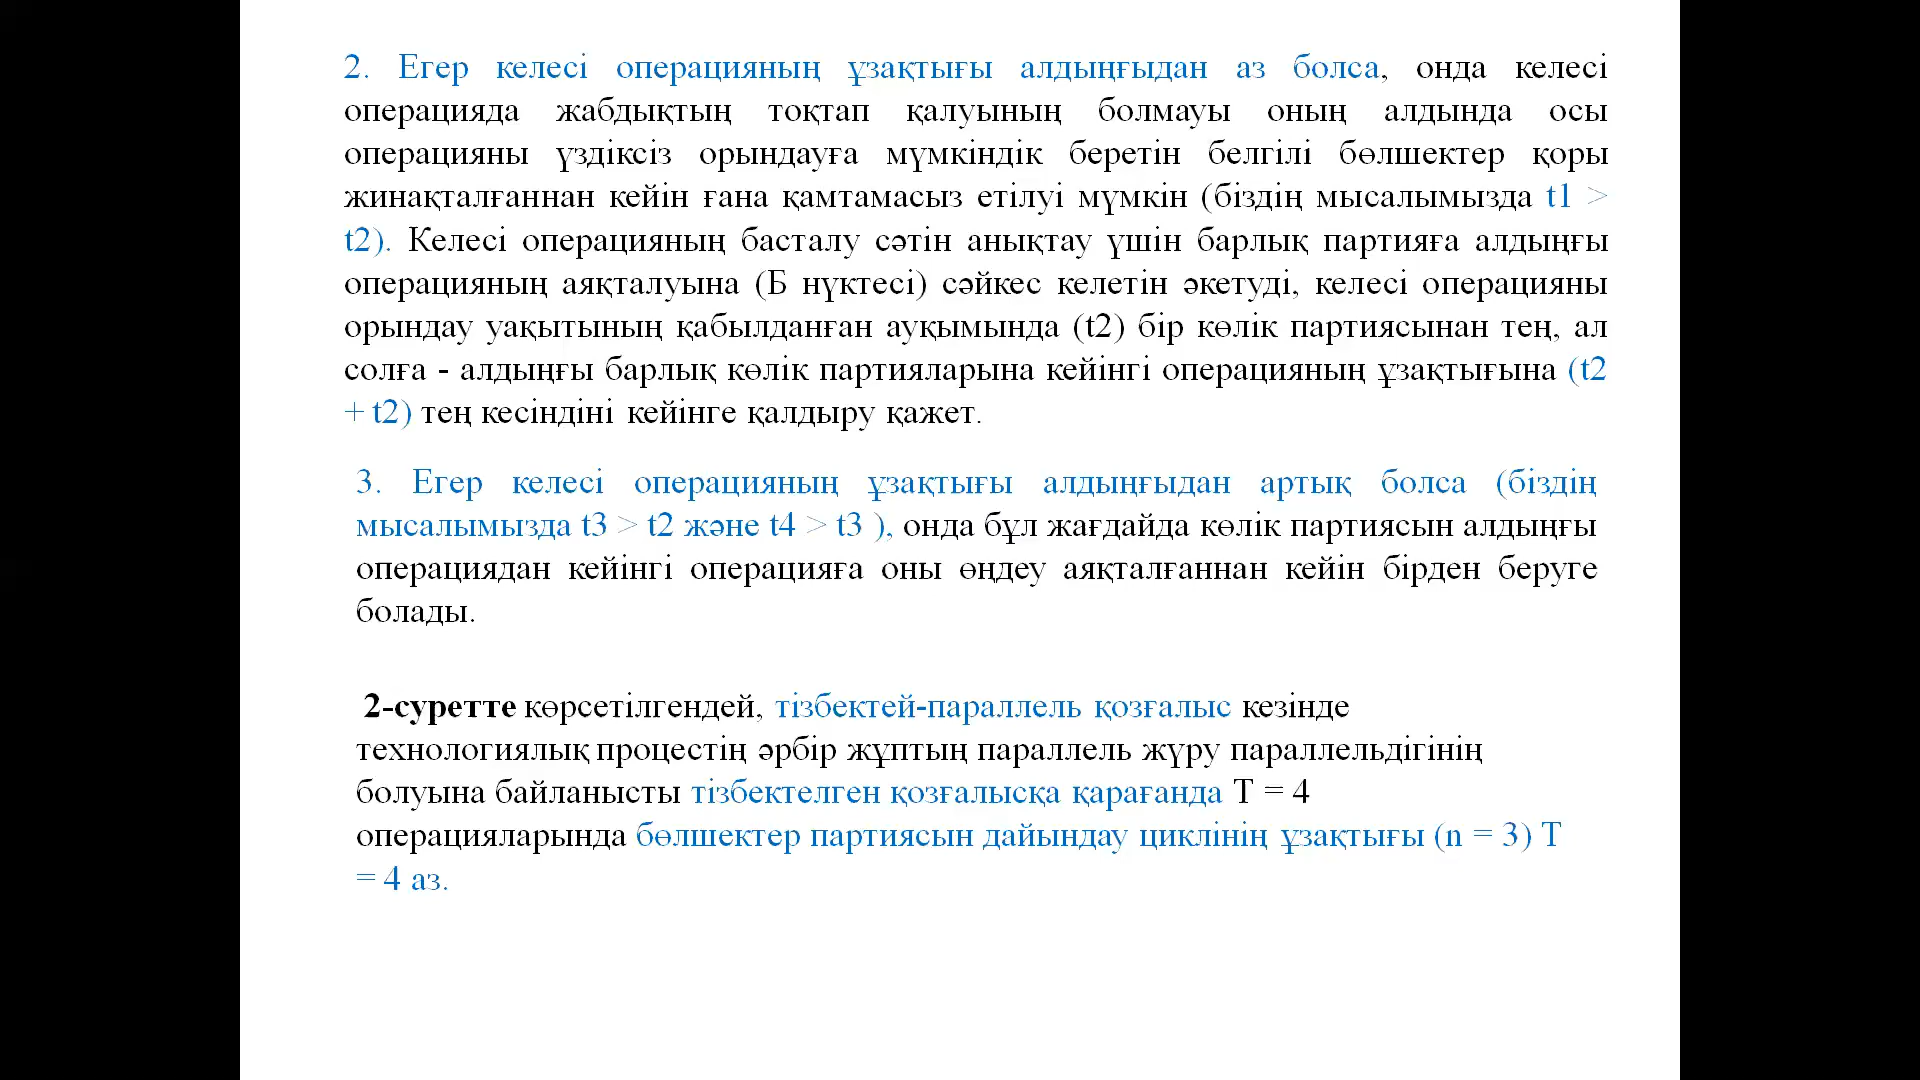 2. Егер келесі операцияның ұзақтығы алдыңғыдан аз болса, онда келесі
операцияда жабдықтың тоқтап қалуының болмауы оның алдында осы
операцияны үздіксіз орындауға мүмкіндік беретін белгілі бөлшектер қоры
жинақталғаннан кейін ғана қамтамасыз етілуі мүмкін (біздің мысалымызда t1 >
t2). Келесі операцияның басталу сәтін анықтау үшін барлық партияға алдыңғы
операцияның аяқталуына (Б нүктесі) сәйкес келетін әкетуді, келесі операцияны
орындау уақытының қабылданған ауқымында (t2) бір көлік партиясынан тең, ал
солға - алдыңғы барлық көлік партияларына кейінгі операцияның ұзақтығына (t2
+ t2) тең кесіндіні кейінге қалдыру қажет.
3. Егер келесі операцияның ұзақтығы алдыңғыдан артық болса (біздің
мысалымызда t3 > t2 және t4 > t3 ), онда бұл жағдайда көлік партиясын алдыңғы
операциядан кейінгі операцияға оны өңдеу аяқталғаннан кейін бірден беруге
болады.
2-суретте көрсетілгендей, тізбектей-параллель қозғалыс кезінде
технологиялық процестің әрбір жұптың параллель жүру параллельдігінің
болуына байланысты тізбектелген қозғалысқа қарағанда T = 4
операцияларында бөлшектер партиясын дайындау циклінің ұзақтығы (n = 3) T
= 4 аз.